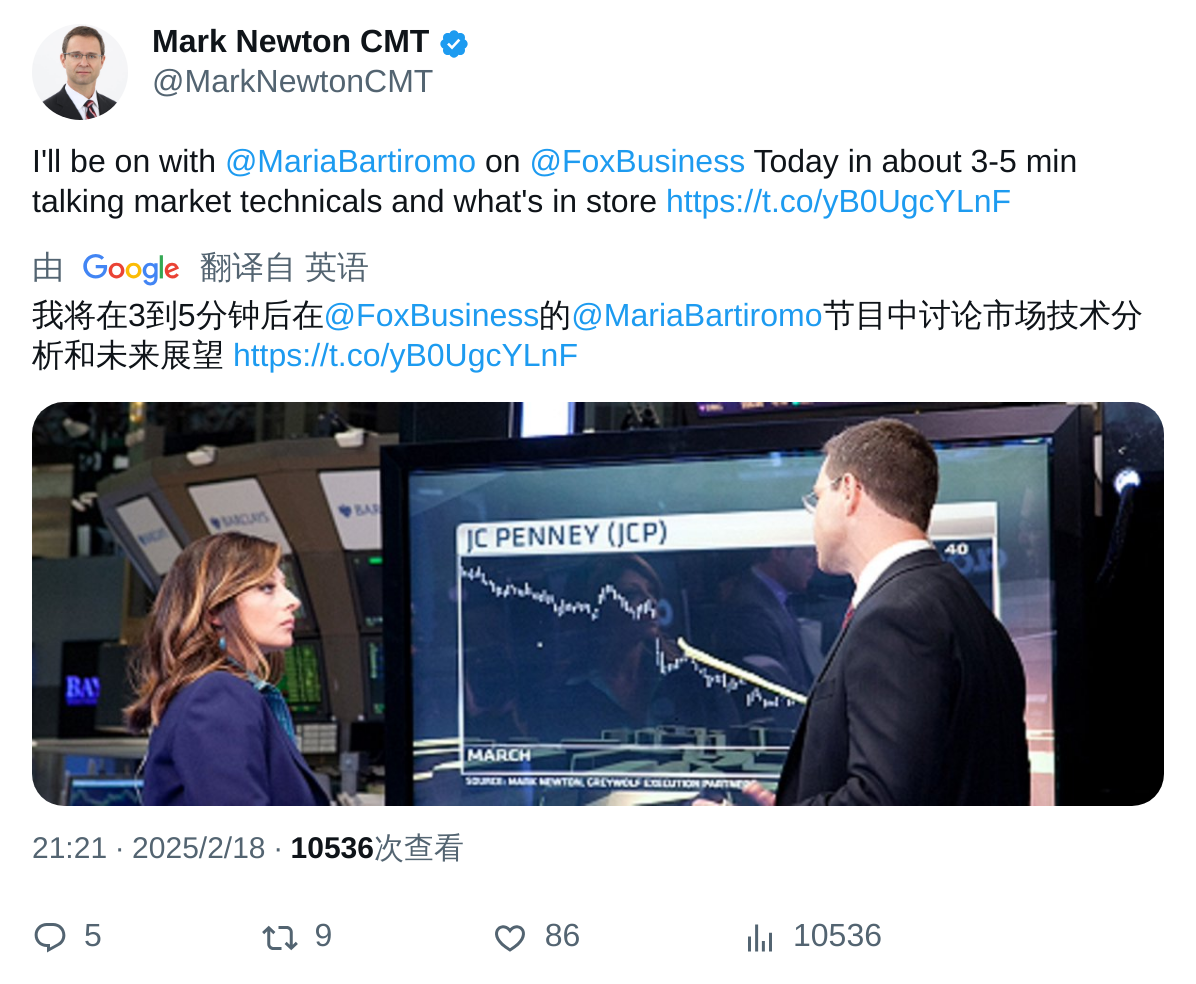 Mark Newton CMT
@MarkNewtonCMT
I'll be on with @MariaBartiromo on @FoxBusiness Today in about 3-5 min
talking market technicals and what's in store https://t.co/yB0UgcYLnF
由 Google 翻译自 英语
我将在3到5分钟后在@FoxBusiness的@MariaBartiromo节目中讨论市场技术分
析和未来展望 https://t.co/yB0UgcYLnF
BARCLAYS
BAR
JC PENNEY (JCP)
40
BAY
MARCH
SOURCE: MARK NEWTON, GREYWOLF EXECUTION PARTNERS
21:21 · 2025/2/18 · 10536次查看
5 9 86 10536